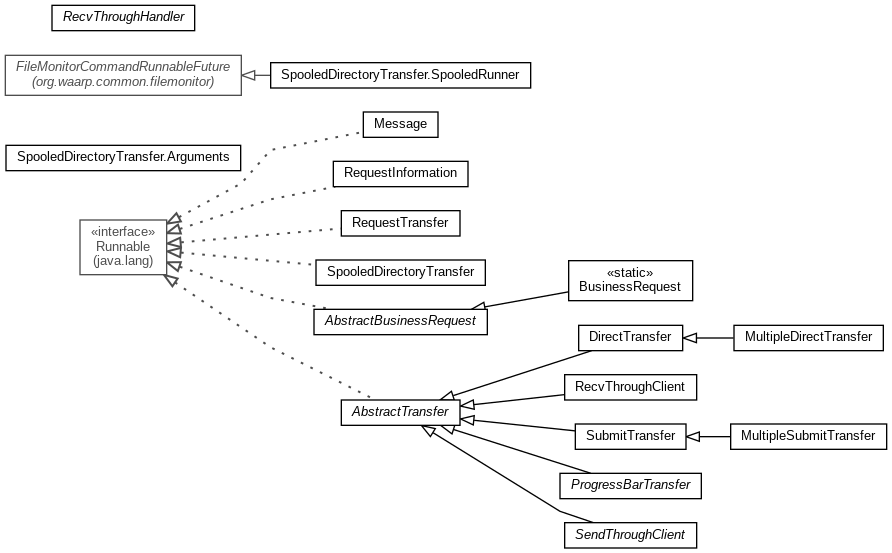 RecvThroughHandler
FileMonitorCommandRunnableFuture
(org.waarp.common.filemonitor)
SpooledDirectoryTransfer.SpooledRunner
Message
SpooledDirectoryTransfer.Arguments
RequestInformation
«interface»
Runnable
(java.lang)
RequestTransfer
SpooledDirectoryTransfer
«static»
BusinessRequest
AbstractBusinessRequest
DirectTransfer
MultipleDirectTransfer
RecvThroughClient
AbstractTransfer
SubmitTransfer
MultipleSubmitTransfer
ProgressBarTransfer
SendThroughClient